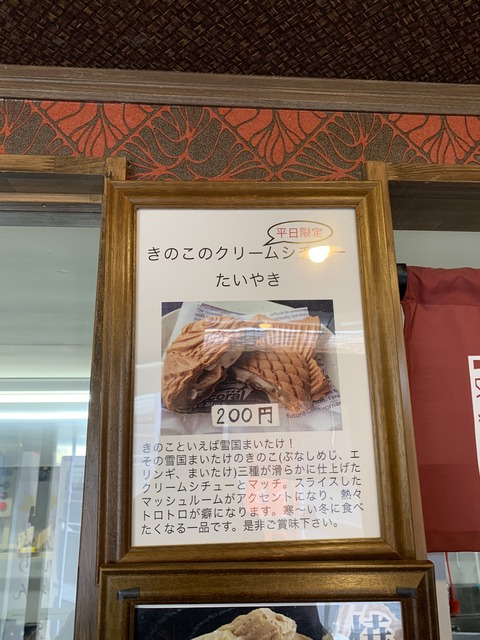 平日限定
きのこのクリームシチュー
たいやき
200円
きのこといえば雪国まいたけ！
その雪国まいたけのきのこ(ぶなしめじ、エ
リンギ、まいたけ)三種が滑らかに仕上げた
クリームシチューとマッチ。スライスした
マッシュルームがアクセントになり、熱々
トロトロが癖になります。寒〜い冬に食べ
たくなる一品です。是非ご賞味下さい。